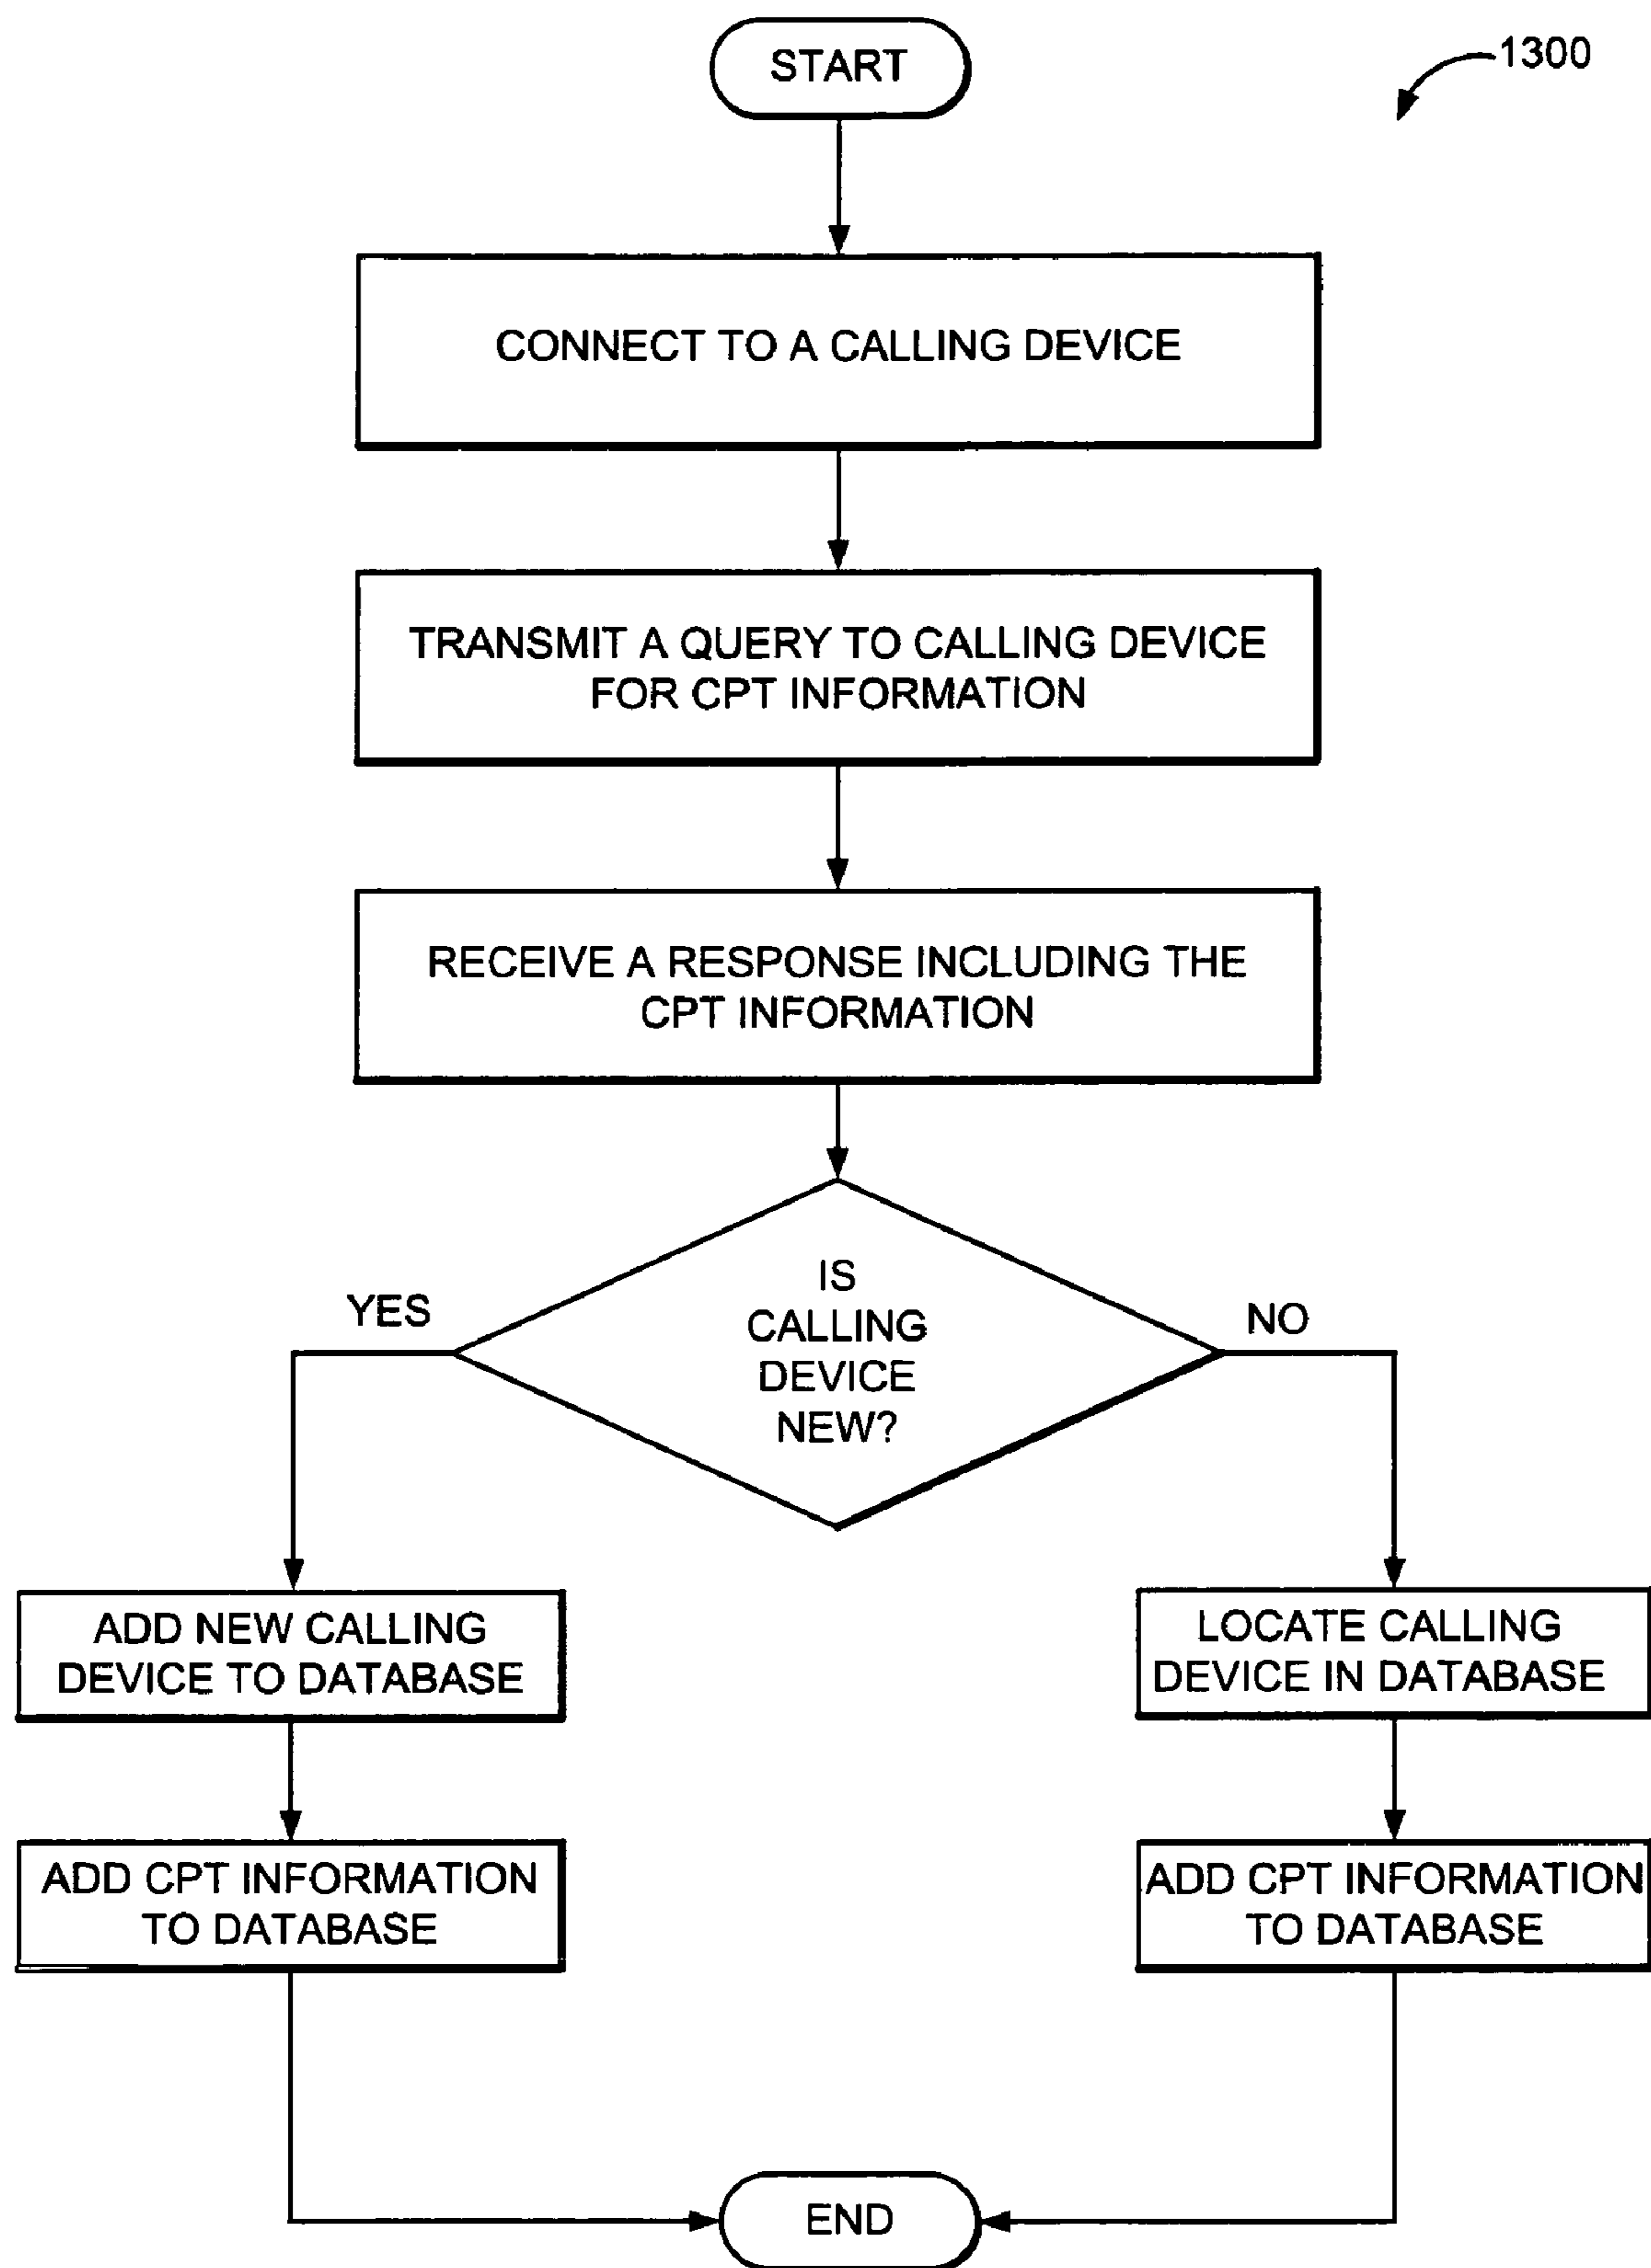 START
1300
CONNECT TO A CALLING DEVICE
TRANSMIT A QUERY TO CALLING DEVICE
FOR CPT INFORMATION
RECEIVE A RESPONSE INCLUDING THE
CPT INFORMATION
IS
CALLING
DEVICE
NEW?
YES
NO
ADD NEW CALLING
DEVICE TO DATABASE
LOCATE CALLING
DEVICE IN DATABASE
ADD CPT INFORMATION
TO DATABASE
ADD CPT INFORMATION
TO DATABASE
END